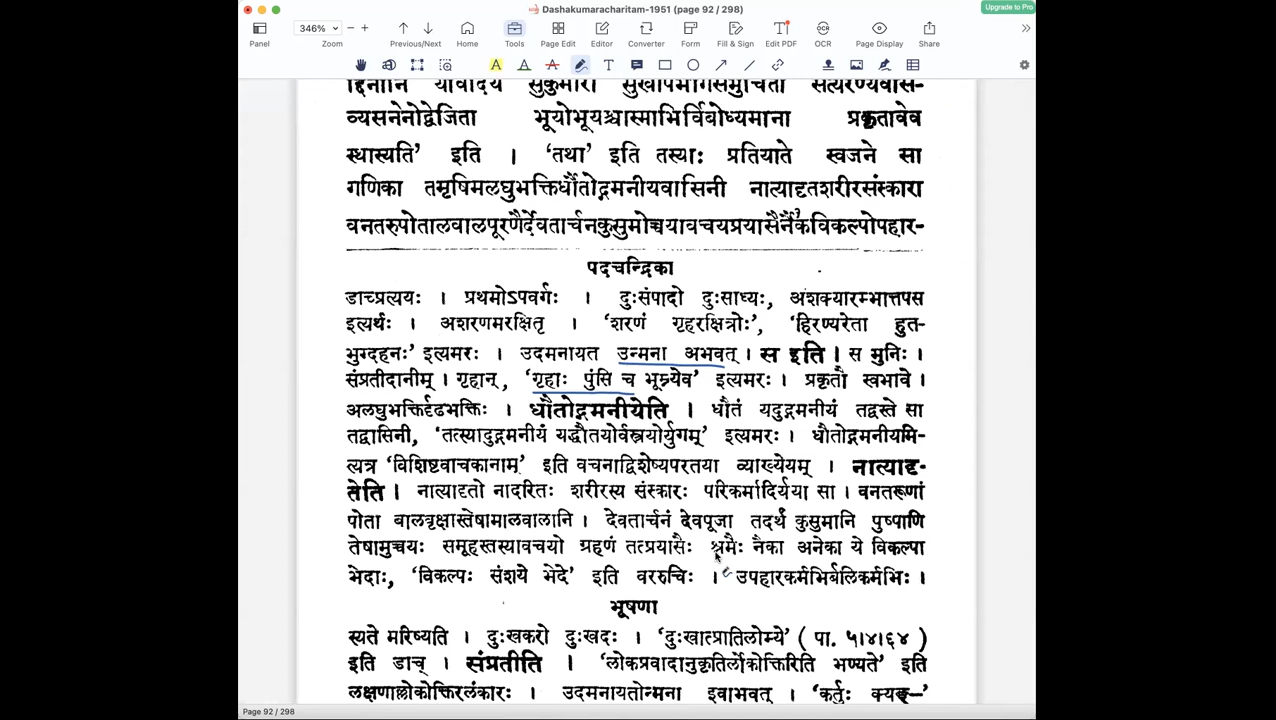 Dashakumaracharitam-1951 (page 92 / 298)
Upgrade to Pro
346%
Panel Zoom Previous/Next Home Tools Page Edit Editor Converter Form Fill & Sign Edit PDF OCR Page Display Share
द्दिनानि यावदियं सुकुमारा सुखोपभोगसमुचिता सत्यरण्यवास-
व्यसनेनोद्वेजिता भूयोभूयश्चास्माभिर्विबोध्यमाना प्रकृतावेव
स्थास्यति’ इति । ‘तथा’ इति तस्याः प्रतियाते स्वजने सा
गणिका तमृषिमलघुभक्तिर्धौतोद्गमनीयवासिनी नात्यादृतशरीरसंस्कारा
वनतरुपोतालवालपूरणैर्देवतार्चनकुसुमोच्चयावचयप्रयासैर्नैकविकल्पोपहार-
पदचन्द्रिका
डाच्प्रत्ययः । प्रथमोऽपवर्गः । दुःसंपादो दुःसाध्यः, अशक्यारम्भात्तपस
इत्यर्थः । अशरणमरक्षितृ । ‘शरणं गृहरक्षित्रोः’, ‘हिरण्यरेता हुत-
भुग्दहनः’ इत्यमरः । उदमनायत उन्मना अभवत् । स इति । स मुनिः ।
संप्रतीदानीम् । गृहान्, ‘गृहाः पुंसि च भूम्न्येव’ इत्यमरः । प्रकृतौ स्वभावे ।
अलघुभक्तिर्दृढभक्तिः । धौतोद्गमनीयेति । धौतं यदुद्गमनीयं तद्वस्ते सा
तद्वासिनी, ‘तत्स्यादुद्गमनीयं यद्धौतयोर्वस्त्रयोर्युगम्’ इत्यमरः । धौतोद्गमनीयमि-
त्यत्र ‘विशिष्टवाचकानाम्’ इति वचनाद्विशेष्यपरतया व्याख्येयम् । नात्यादृ-
तेति । नात्यादृतो नादरितः शरीरस्य संस्कारः परिकर्मादिर्यया सा । वनतरूणां
पोता बालवृक्षास्तेषामालवालानि । देवतार्चनं देवपूजा तदर्थं कुसुमानि पुष्पाणि
तेषामुच्चयः समूहस्तस्यावचयो ग्रहणं तत्प्रयासैः श्रमैः नैका अनेका ये विकल्पा
भेदाः, ‘विकल्पः संशये भेदे’ इति वररुचिः । उपहारकर्मभिर्बलिकर्मभिः ।
भूषणा
स्यते मरिष्यति । दुःखकरो दुःखदः । ‘दुःखात्प्रातिलोम्ये’ ( पा. ५।४।६४ )
इति डाच् । संप्रतीति । ‘लोकप्रवादानुकृतिर्लोकोक्तिरिति भण्यते’ इति
लक्षणाल्लोकोक्तिरलंकारः । उदमनायतोन्मना इवाभवत् । ‘कर्तुः क्यङ्–’
Page 92 / 298